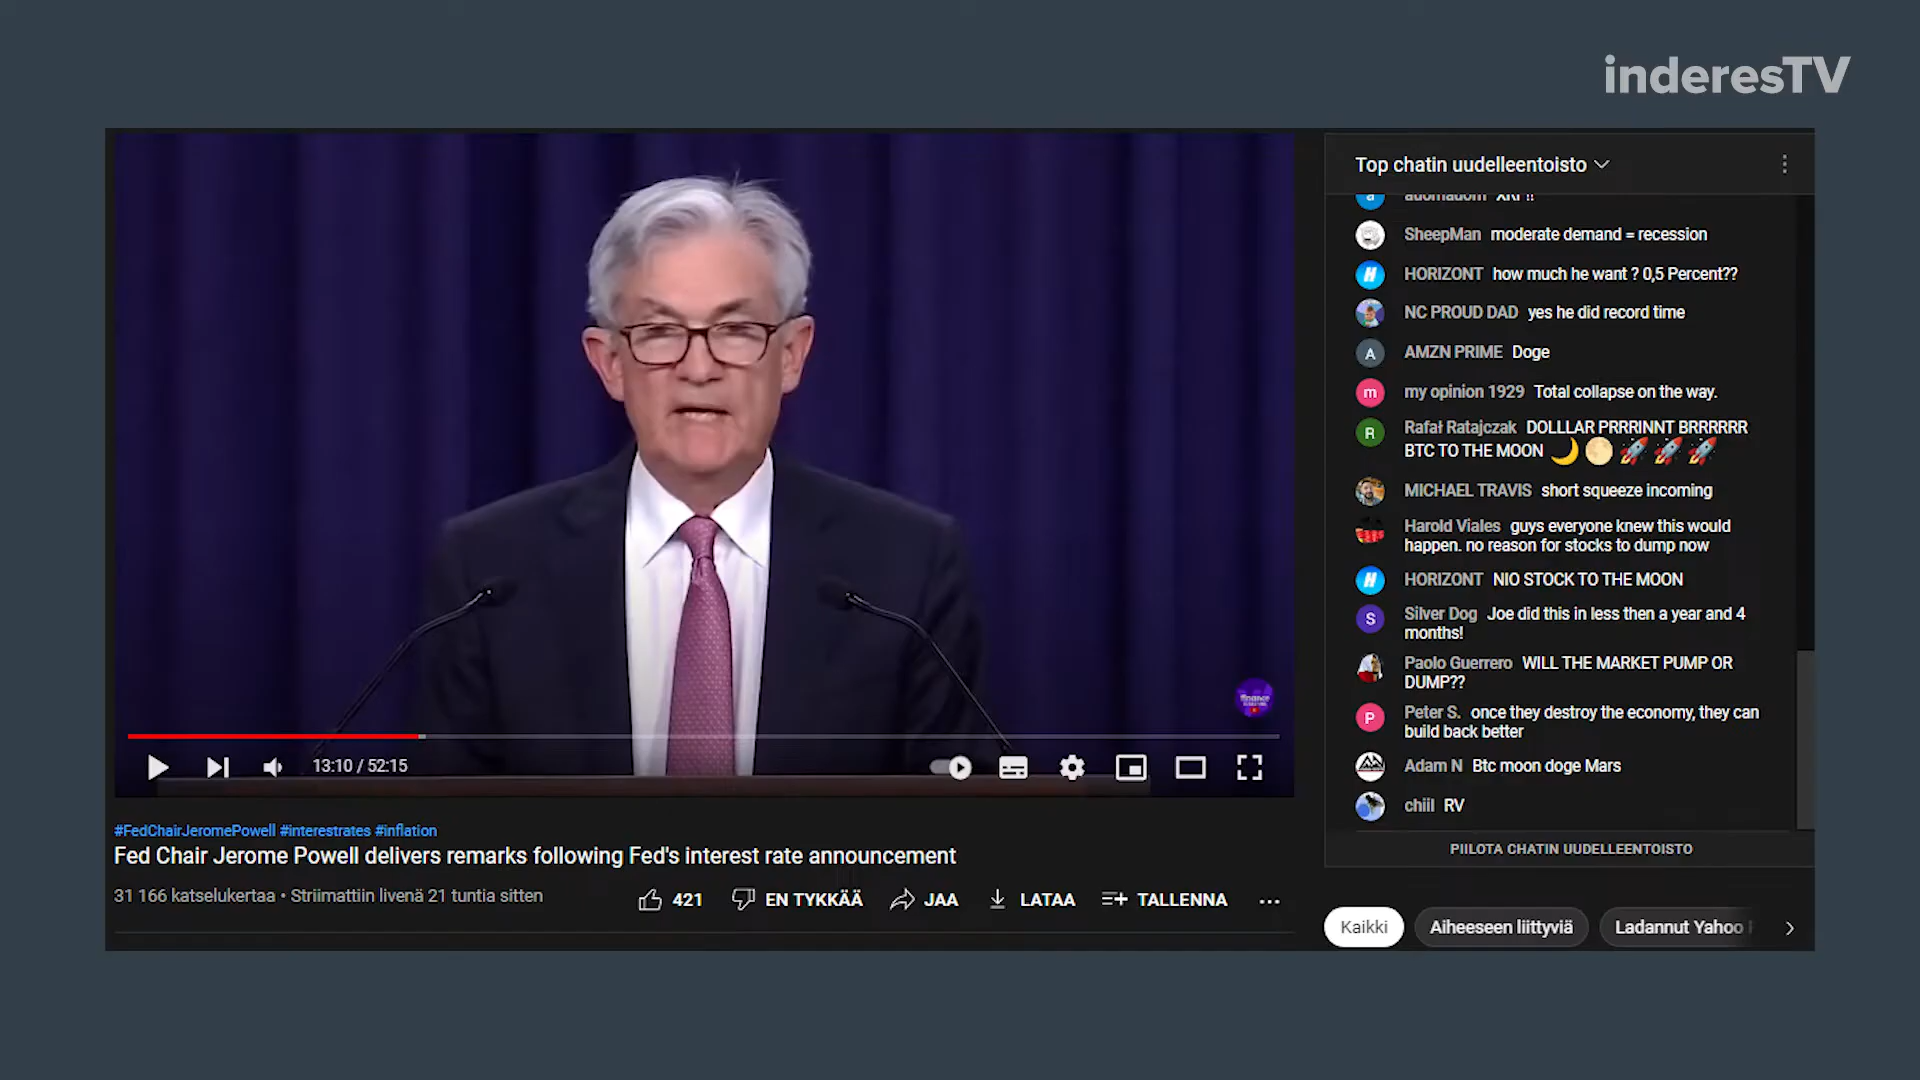 inderesTV
Top chatin uudelleentoisto
SheepMan moderate demand = recession
HORIZONT how much he want ? 0,5 Percent??
NC PROUD DAD yes he did record time
A AMZN PRIME Doge
m my opinion 1929 Total collapse on the way.
R Rafał Ratajczak DOLLLAR PRRRINNT BRRRRRR
BTC TO THE MOON 🌙🌕🚀🚀🚀
MICHAEL TRAVIS short squeeze incoming
Harold Viales guys everyone knew this would
happen. no reason for stocks to dump now
HORIZONT NIO STOCK TO THE MOON
S Silver Dog Joe did this in less then a year and 4
months!
Paolo Guerrero WILL THE MARKET PUMP OR
DUMP??
P Peter S. once they destroy the economy, they can
build back better
Adam N Btc moon doge Mars
chiil RV
PIILOTA CHATIN UUDELLEENTOISTO
13:10 / 52:15
#FedChairJeromePowell #interestrates #inflation
Fed Chair Jerome Powell delivers remarks following Fed's interest rate announcement
31 166 katselukertaa • Striimattiin livenä 21 tuntia sitten
421 EN TYKKÄÄ JAA LATAA TALLENNA
Kaikki Aiheeseen liittyviä Ladannut Yahoo